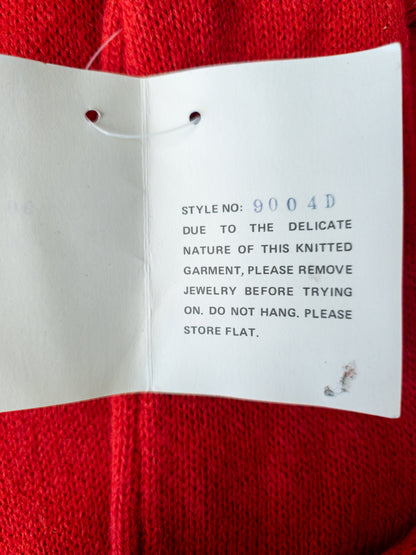 STYLE NO: 9004D
DUE TO THE DELICATE
NATURE OF THIS KNITTED
GARMENT, PLEASE REMOVE
JEWELRY BEFORE TRYING
ON. DO NOT HANG. PLEASE
STORE FLAT.